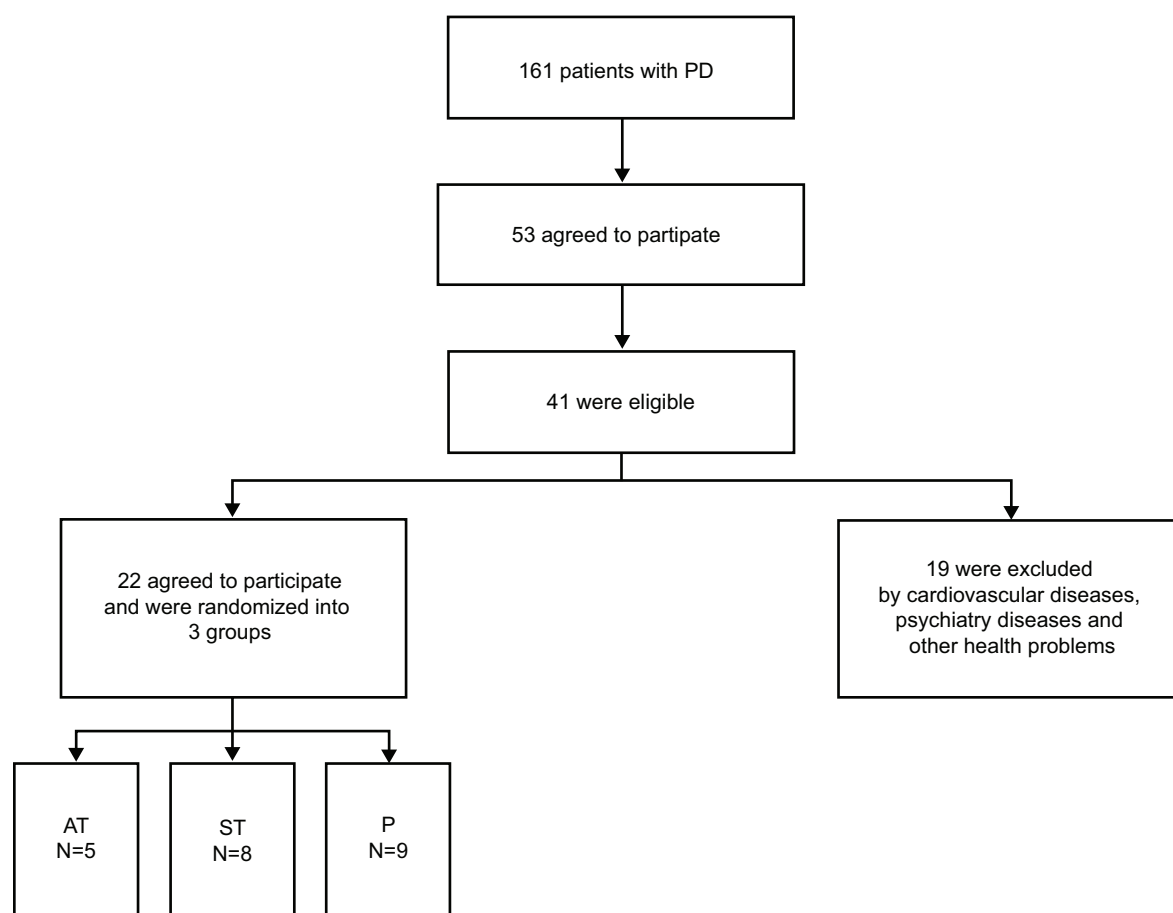 161 patients with PD
53 agreed to partipate
41 were eligible
22 agreed to participate
and were randomized into
3 groups
19 were excluded
by cardiovascular diseases,
psychiatry diseases and
other health problems
AT
N=5
ST
N=8
P
N=9